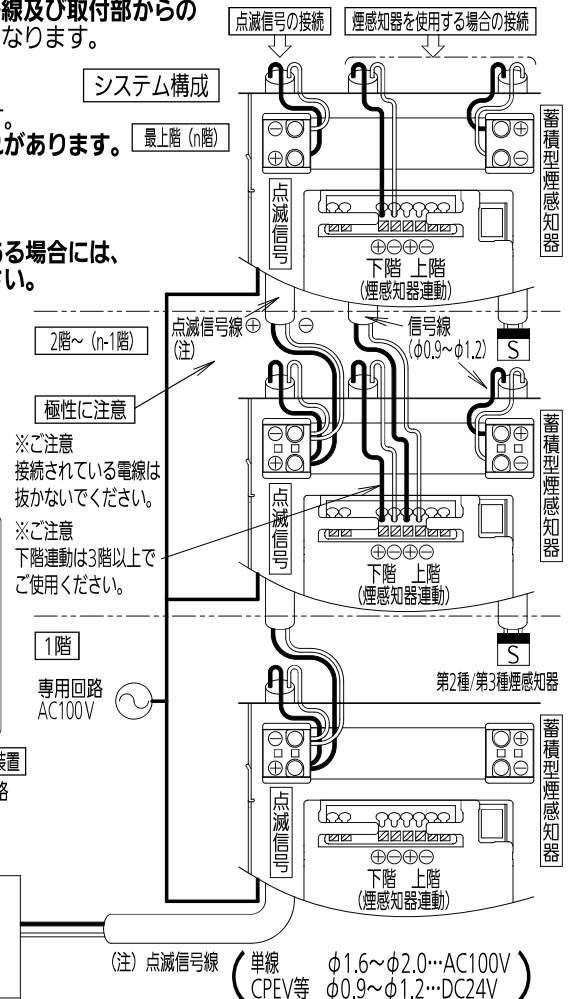 線及び取付部からの
なります。
す。
れがあります。
ある場合には、
さい。
点滅信号の接続
煙感知器を使用する場合の接続
システム構成
最上階（n階）
⊖⊕
⊖⊕
点滅信号
⊖⊕
⊖⊕
蓄積型煙感知器
⊕⊖⊕⊖
下階 上階
（煙感知器連動）
2階～（n-1階）
点滅信号線⊕ ⊖
（注）
信号線
（φ0.9～φ1.2）
S
極性に注意
※ご注意
接続されている電線は
抜かないでください。
※ご注意
下階連動は3階以上で
ご使用ください。
⊖⊕
⊖⊕
点滅信号
⊖⊕
⊖⊕
蓄積型煙感知器
⊕⊖⊕⊖
下階 上階
（煙感知器連動）
1階
S
第2種/第3種煙感知器
専用回路
AC100V
装置
路
⊖⊕
⊖⊕
点滅信号
⊖⊕
⊖⊕
蓄積型煙感知器
⊕⊖⊕⊖
下階 上階
（煙感知器連動）
（注）点滅信号線
単線 φ1.6～φ2.0…AC100V
CPEV等 φ0.9～φ1.2…DC24V